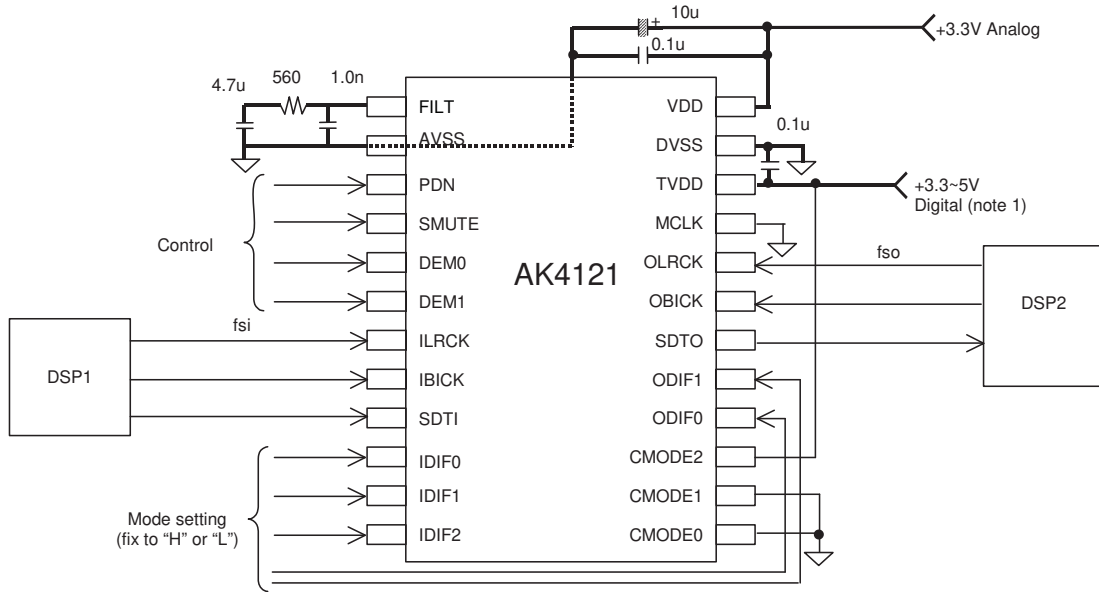 10u
+
+3.3V Analog
0.1u
4.7u
560
1.0n
FILT
VDD
AVSS
DVSS
0.1u
PDN
TVDD
+3.3~5V
Digital (note 1)
SMUTE
MCLK
Control
DEM0
AK4121
OLRCK
fso
DEM1
OBICK
DSP2
fsi
ILRCK
SDTO
DSP1
IBICK
ODIF1
SDTI
ODIF0
IDIF0
CMODE2
IDIF1
CMODE1
Mode setting
(fix to “H” or “L”)
IDIF2
CMODE0